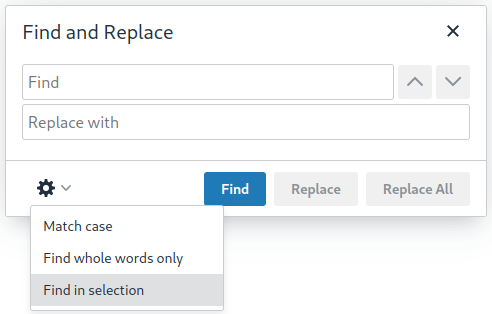 Find and Replace
Find
Replace with
Find Replace Replace All
Match case
Find whole words only
Find in selection